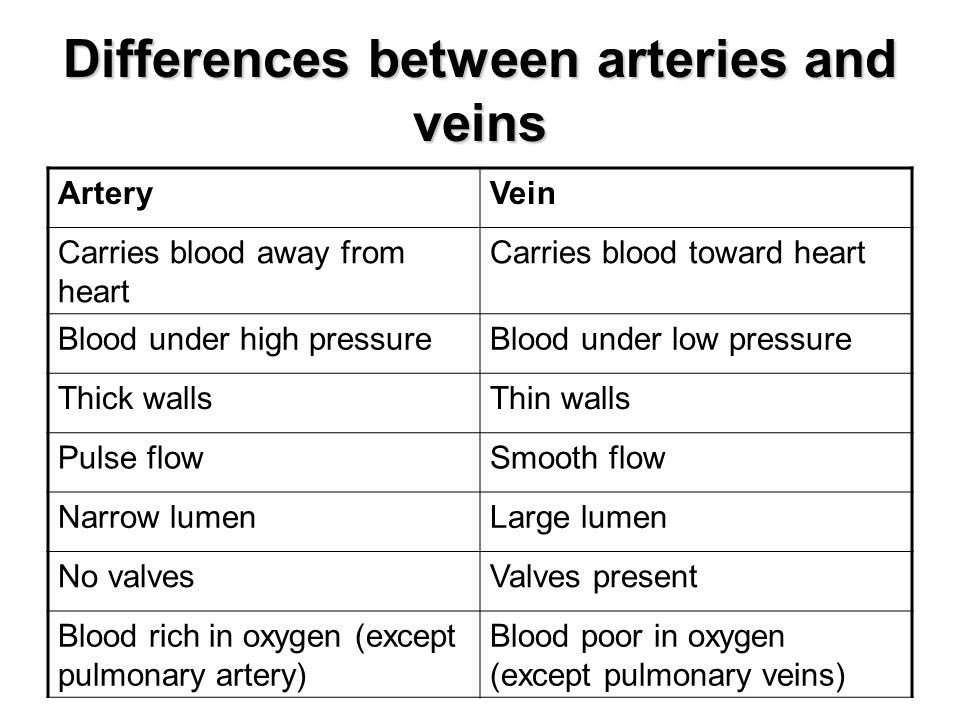 Differences between arteries and
veins
Artery
Vein
Carries blood away from
heart
Carries blood toward heart
Blood under high pressure
Blood under low pressure
Thick walls
Thin walls
Pulse flow
Smooth flow
Narrow lumen
Large lumen
No valves
Valves present
Blood rich in oxygen (except
pulmonary artery)
Blood poor in oxygen
(except pulmonary veins)